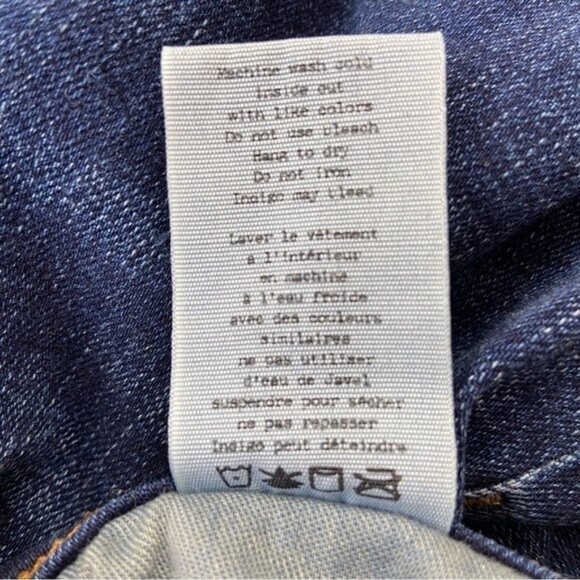 Machine wash cold
inside out
with like colors
Do not use bleach
Hang to dry
Do not iron
Indigo may bleed
Laver le vêtement
à l'intérieur
en machine
à l'eau froide
avec des couleurs
similaires
ne pas utiliser
d'eau de Javel
suspendre pour sécher
ne pas repasser
Indigo peut déteindre